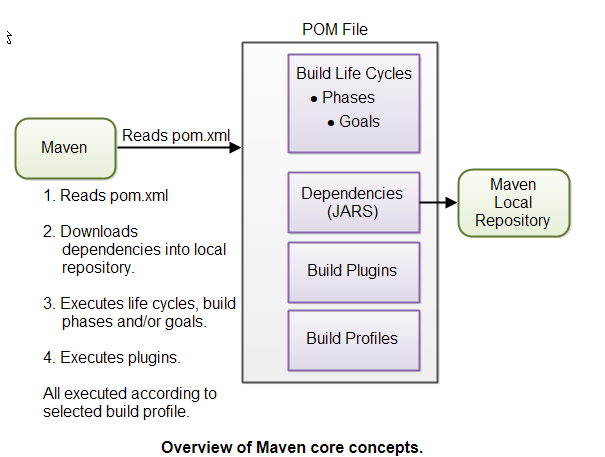 POM File
Build Life Cycles
• Phases
• Goals
Reads pom.xml
Maven
1. Reads pom.xml
2. Downloads
dependencies into local
repository.
3. Executes life cycles, build
phases and/or goals.
4. Executes plugins.
All executed according to
selected build profile.
Dependencies
(JARS)
Maven
Local
Repository
Build Plugins
Build Profiles
Overview of Maven core concepts.